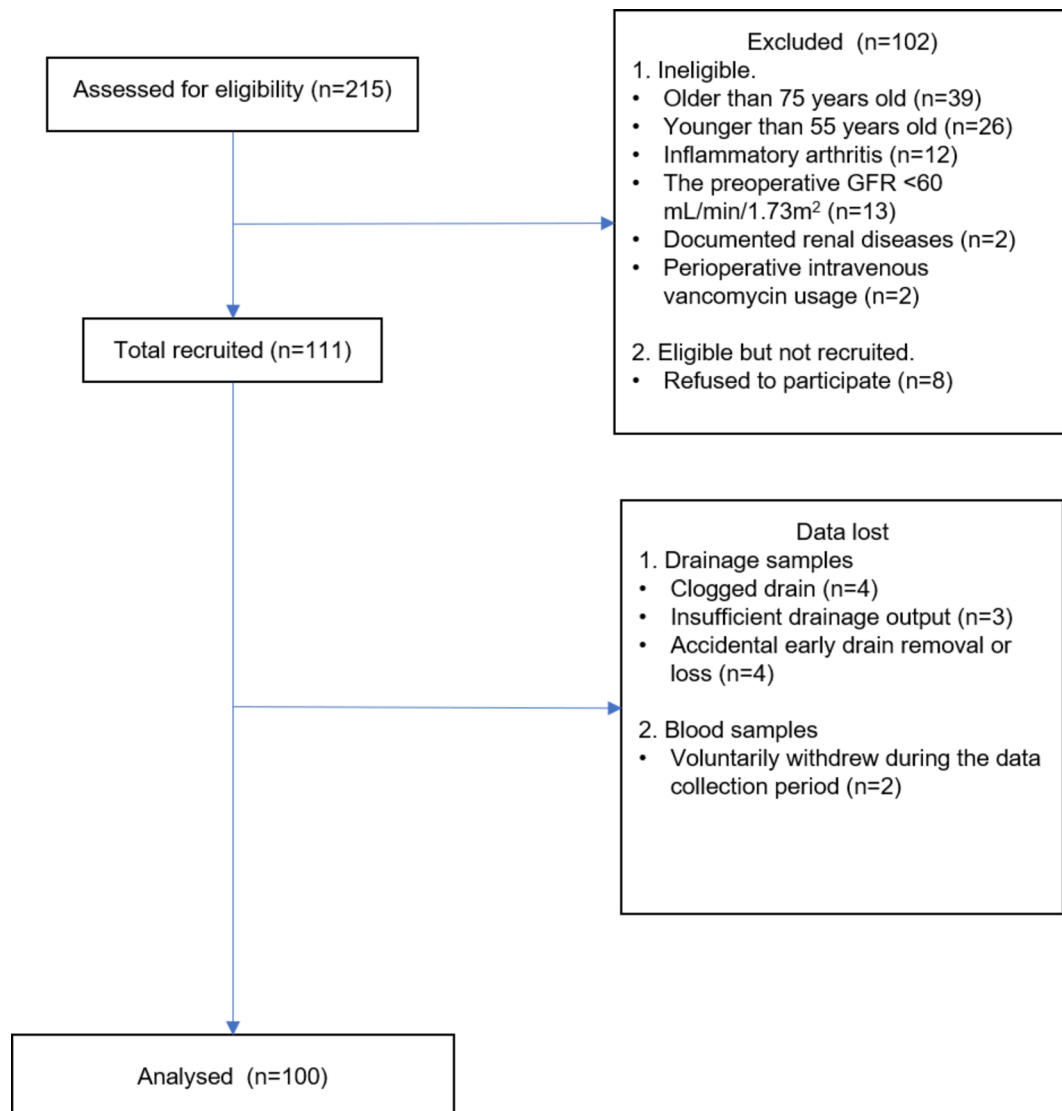 Assessed for eligibility (n=215)
Excluded (n=102)
1. Ineligible.
• Older than 75 years old (n=39)
• Younger than 55 years old (n=26)
• Inflammatory arthritis (n=12)
• The preoperative GFR <60
mL/min/1.73m² (n=13)
• Documented renal diseases (n=2)
• Perioperative intravenous
vancomycin usage (n=2)
2. Eligible but not recruited.
• Refused to participate (n=8)
Total recruited (n=111)
Data lost
1. Drainage samples
• Clogged drain (n=4)
• Insufficient drainage output (n=3)
• Accidental early drain removal or
loss (n=4)
2. Blood samples
• Voluntarily withdrew during the data
collection period (n=2)
Analysed (n=100)